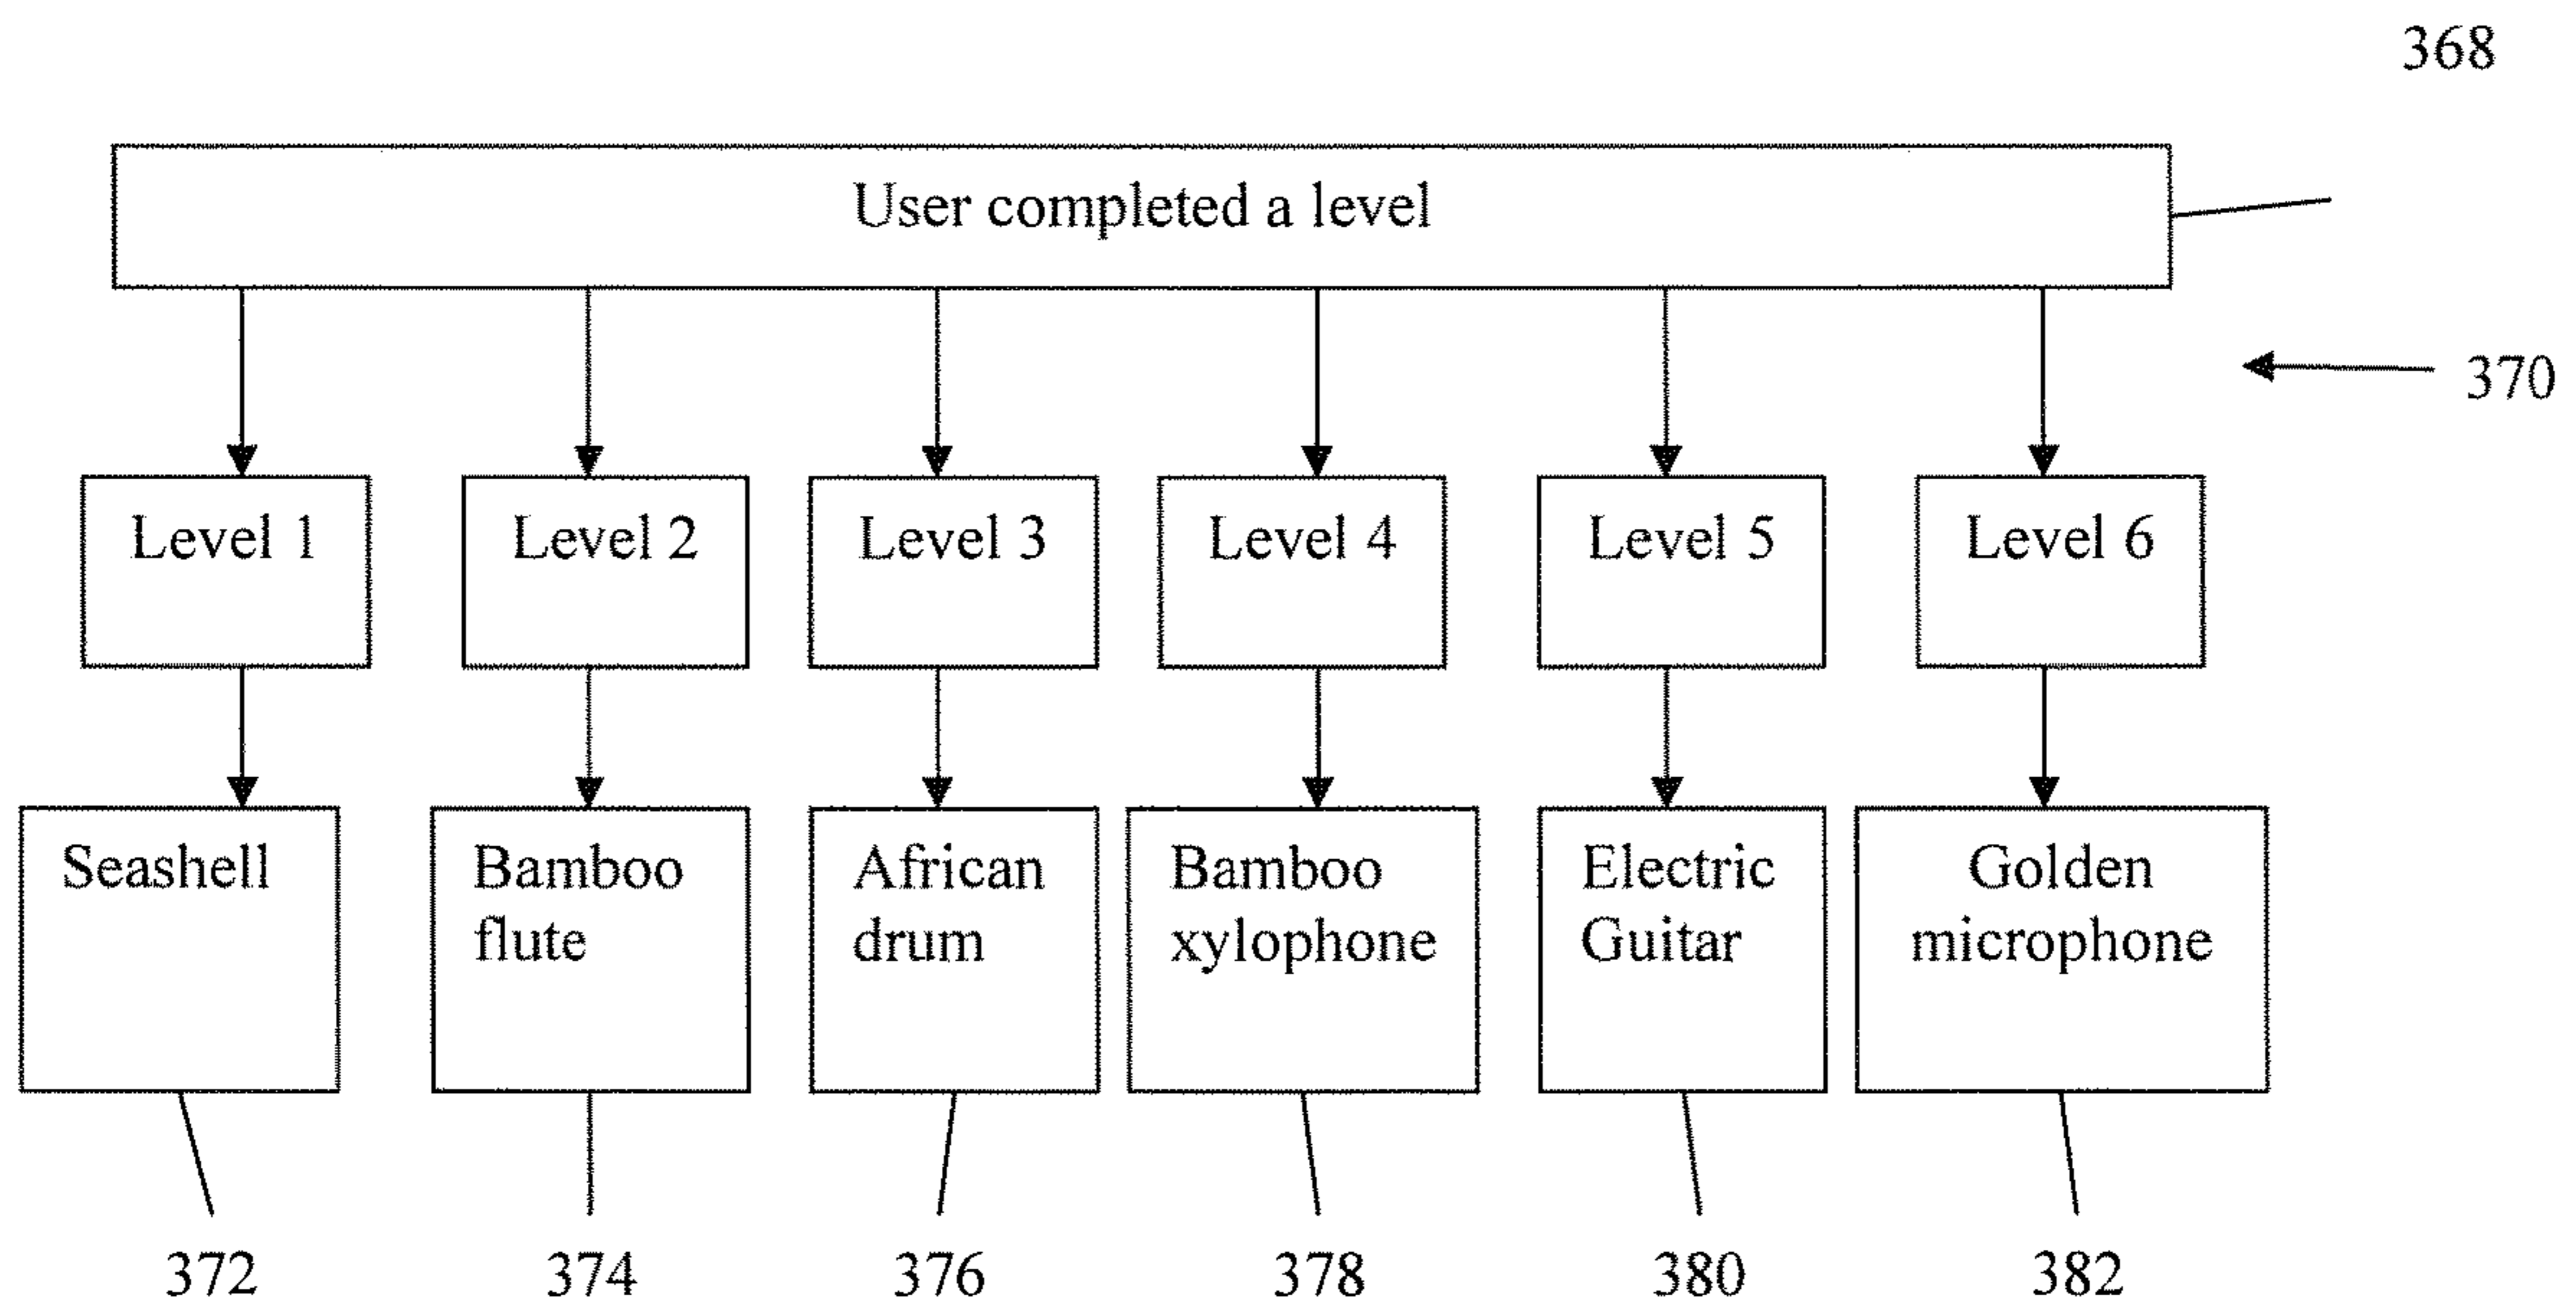 368
User completed a level
370
Level 1
Level 2
Level 3
Level 4
Level 5
Level 6
Seashell
Bamboo
flute
African
drum
Bamboo
xylophone
Electric
Guitar
Golden
microphone
372
374
376
378
380
382